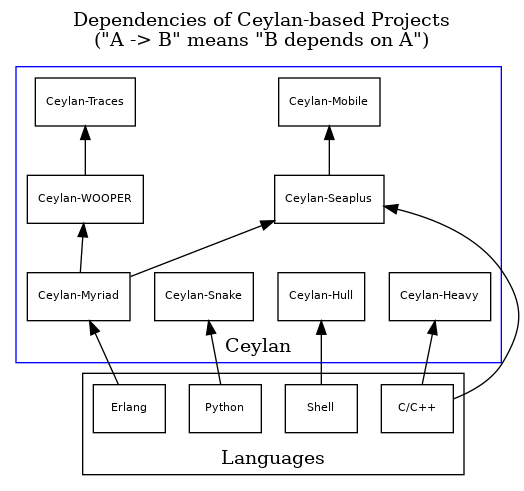 Dependencies of Ceylan-based Projects
("A -> B" means "B depends on A")
Ceylan-Traces
Ceylan-Mobile
Ceylan-WOOPER
Ceylan-Seaplus
Ceylan-Myriad
Ceylan-Snake
Ceylan-Hull
Ceylan-Heavy
Ceylan
Erlang
Python
Shell
C/C++
Languages